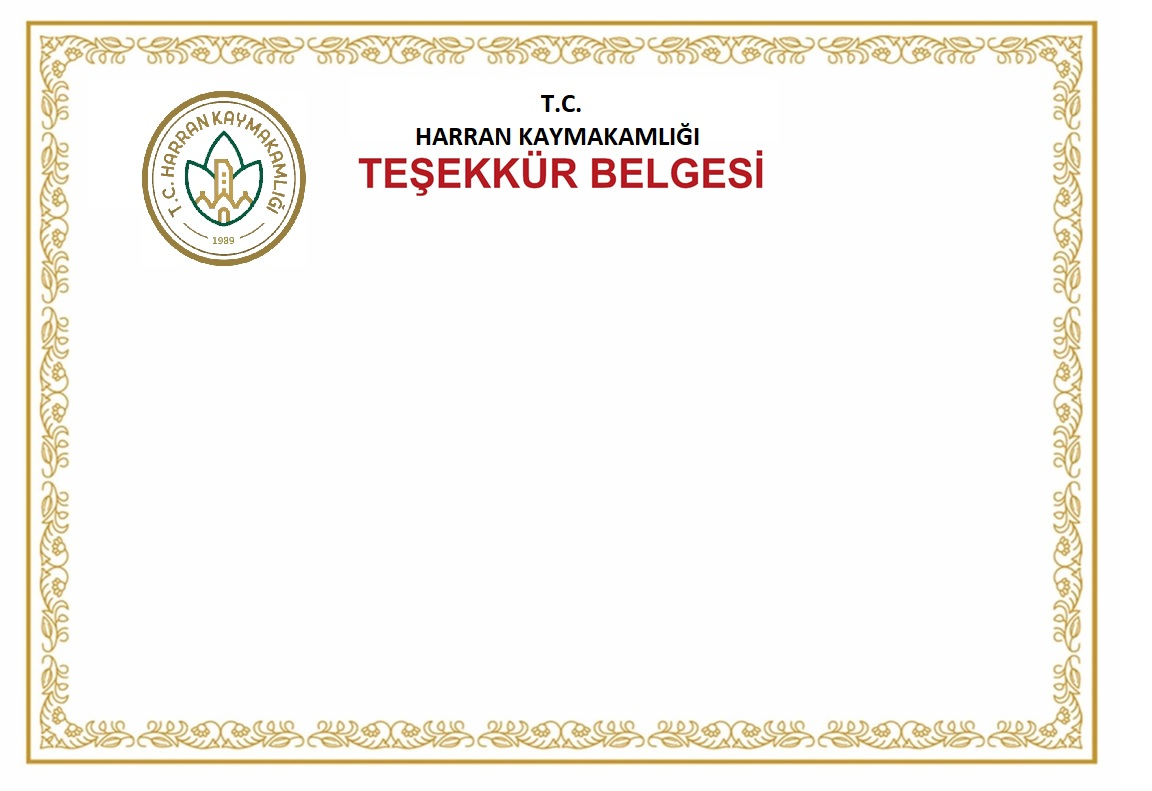 T.C. HARRAN KAYMAKAMLIĞI
1989
T.C.
HARRAN KAYMAKAMLIĞI
TEŞEKKÜR BELGESİ